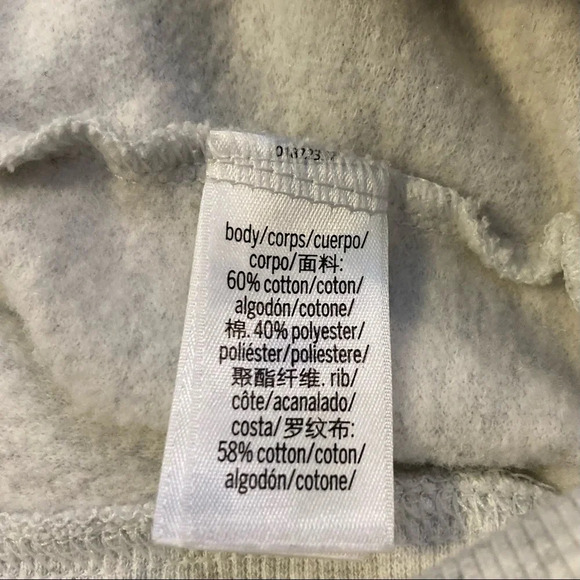 body/corps/cuerpo/
corpo/面料:
60% cotton/coton/
algodón/cotone/
棉. 40% polyester/
poliéster/poliestere/
聚酯纤维. rib/
côte/acanalado/
costa/罗纹布:
58% cotton/coton/
algodón/cotone/